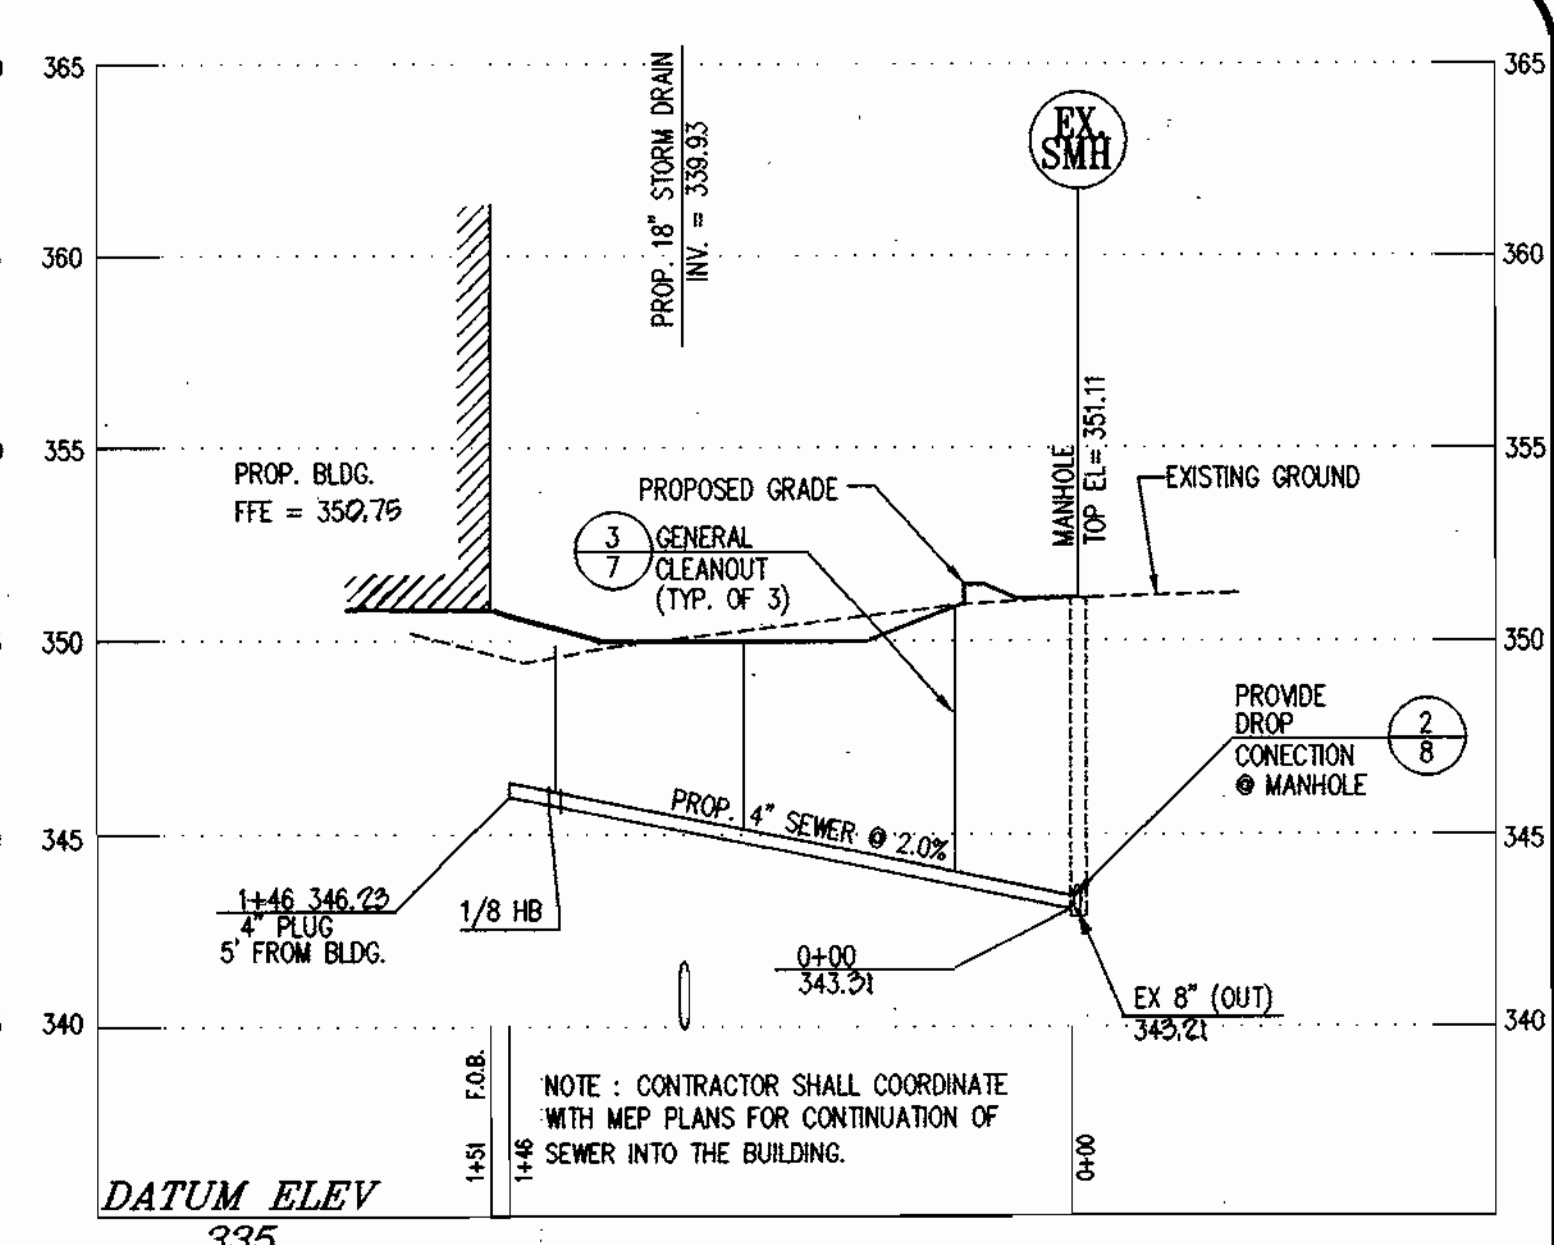 365
365
PROP. 18" STORM DRAIN
INV. = 339.93
EX.
SMH
360
360
MANHOLE
TOP EL= 351.11
355
355
PROP. BLDG.
FFE = 350.75
PROPOSED GRADE
EXISTING GROUND
3
7
GENERAL
CLEANOUT
(TYP. OF 3)
350
350
PROVIDE
DROP
CONECTION
@ MANHOLE
2
8
PROP. 4" SEWER @ 2.0%
345
345
1+46 346.23
4" PLUG
5' FROM BLDG.
1/8 HB
0+00
343.31
EX 8" (OUT)
343.21
340
340
1+51 F.O.B.
1+46
NOTE : CONTRACTOR SHALL COORDINATE
WITH MEP PLANS FOR CONTINUATION OF
SEWER INTO THE BUILDING.
0+00
DATUM ELEV
335